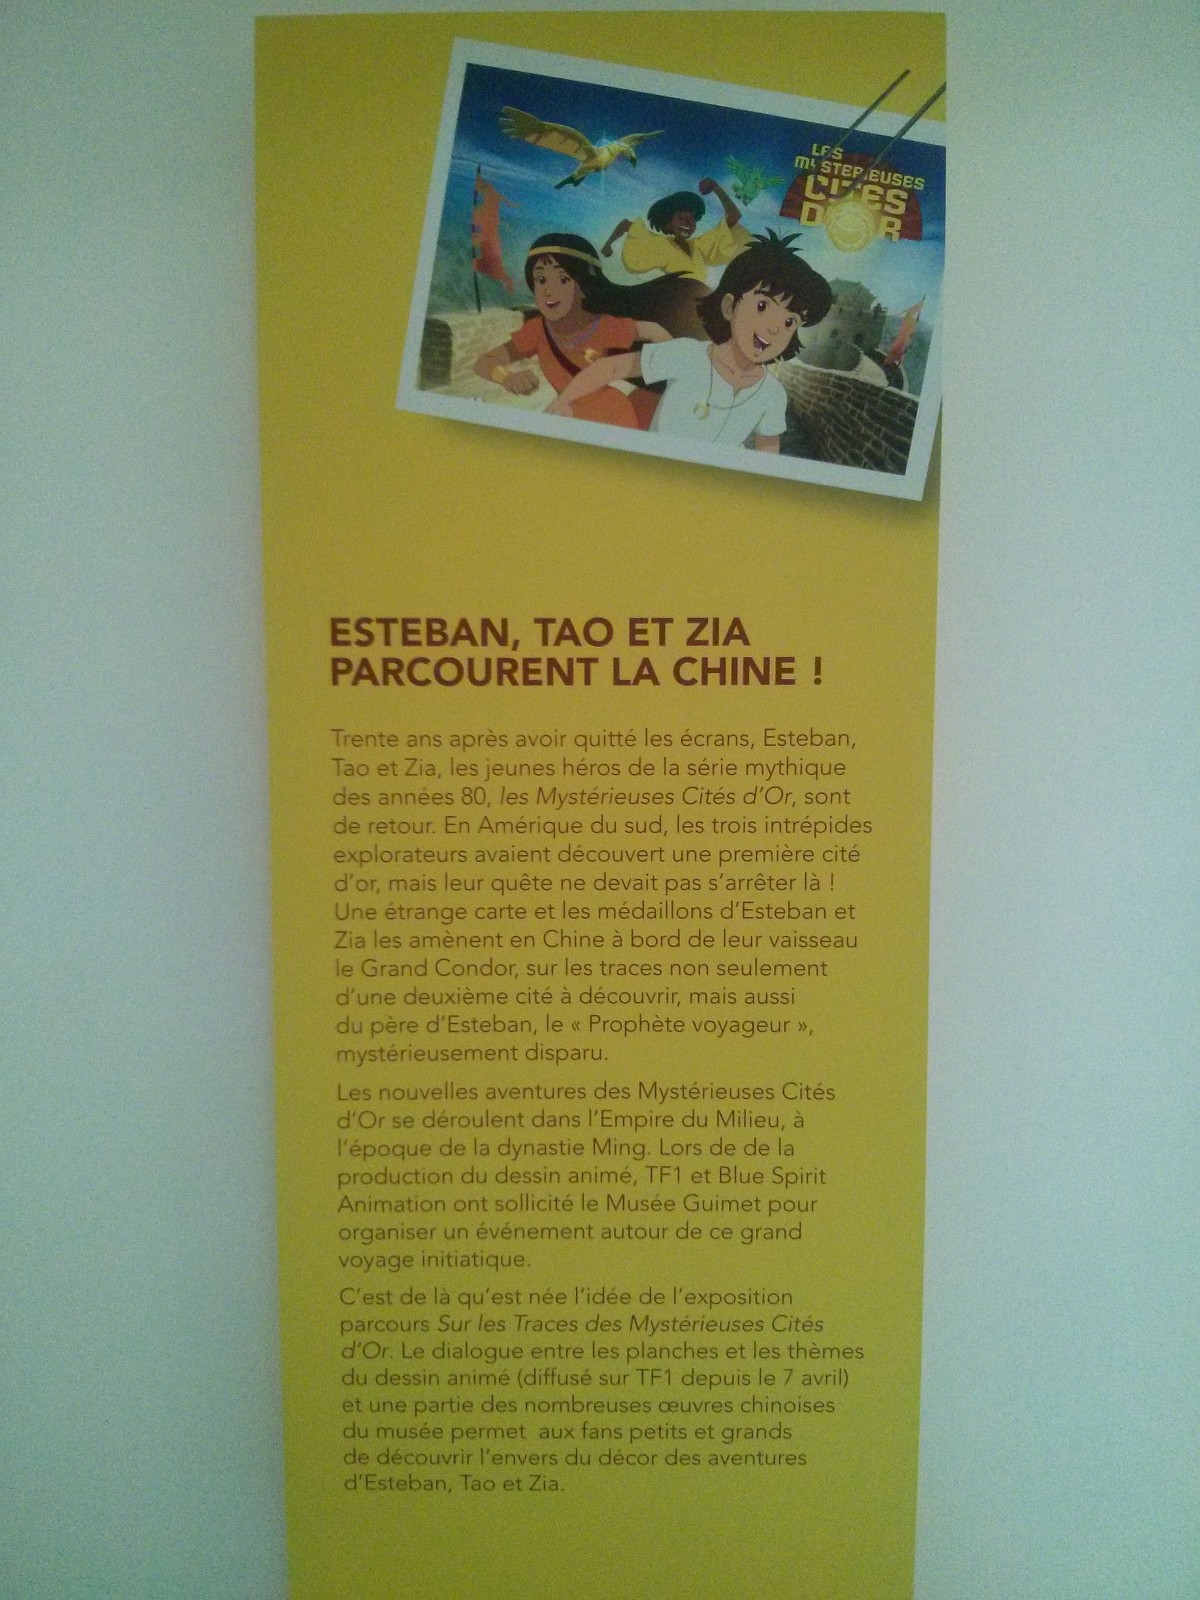 LES
MYSTERIEUSES
CITES
D'OR
ESTEBAN, TAO ET ZIA
PARCOURENT LA CHINE !
Trente ans après avoir quitté les écrans, Esteban,
Tao et Zia, les jeunes héros de la série mythique
des années 80, les Mystérieuses Cités d'Or, sont
de retour. En Amérique du sud, les trois intrépides
explorateurs avaient découvert une première cité
d'or, mais leur quête ne devait pas s'arrêter là !
Une étrange carte et les médaillons d'Esteban et
Zia les amènent en Chine à bord de leur vaisseau
le Grand Condor, sur les traces non seulement
d'une deuxième cité à découvrir, mais aussi
du père d'Esteban, le « Prophète voyageur »,
mystérieusement disparu.
Les nouvelles aventures des Mystérieuses Cités
d'Or se déroulent dans l'Empire du Milieu, à
l'époque de la dynastie Ming. Lors de de la
production du dessin animé, TF1 et Blue Spirit
Animation ont sollicité le Musée Guimet pour
organiser un événement autour de ce grand
voyage initiatique.
C'est de là qu'est née l'idée de l'exposition
parcours Sur les Traces des Mystérieuses Cités
d'Or. Le dialogue entre les planches et les thèmes
du dessin animé (diffusé sur TF1 depuis le 7 avril)
et une partie des nombreuses œuvres chinoises
du musée permet aux fans petits et grands
de découvrir l'envers du décor des aventures
d'Esteban, Tao et Zia.